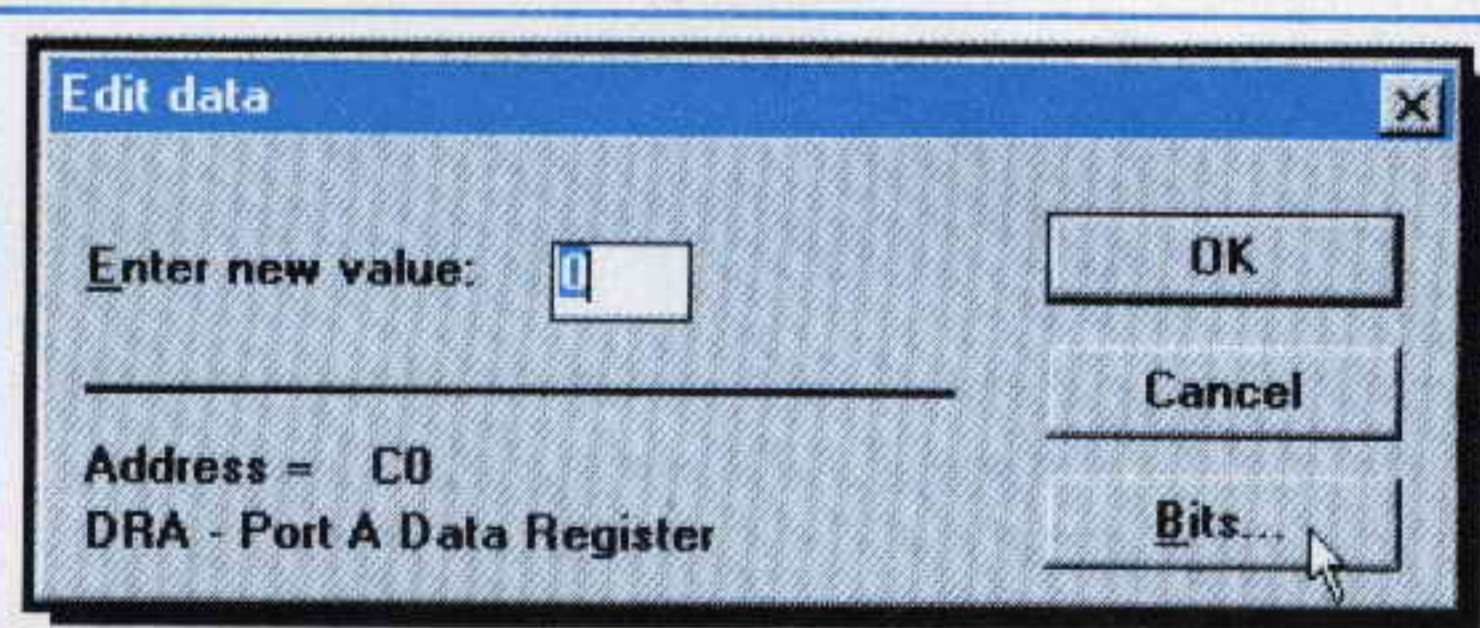 Edit data
Enter new value: 0
OK
Cancel
Address = C0
DRA - Port A Data Register
Bits...